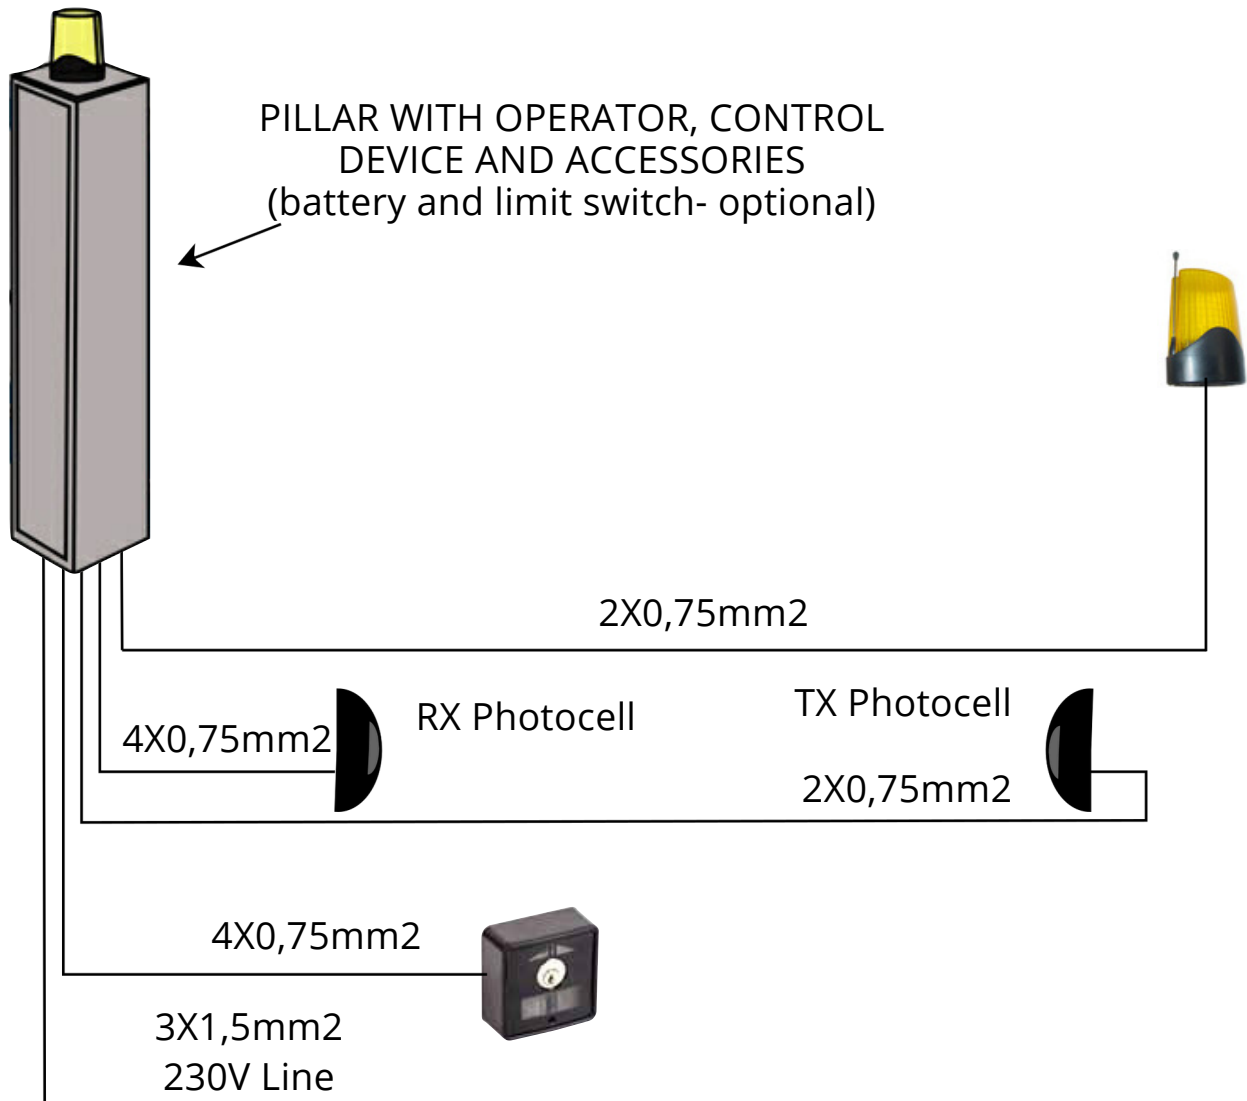 PILLAR WITH OPERATOR, CONTROL
DEVICE AND ACCESSORIES
(battery and limit switch- optional)
2X0,75mm2
RX Photocell
TX Photocell
4X0,75mm2
2X0,75mm2
4X0,75mm2
3X1,5mm2
230V Line